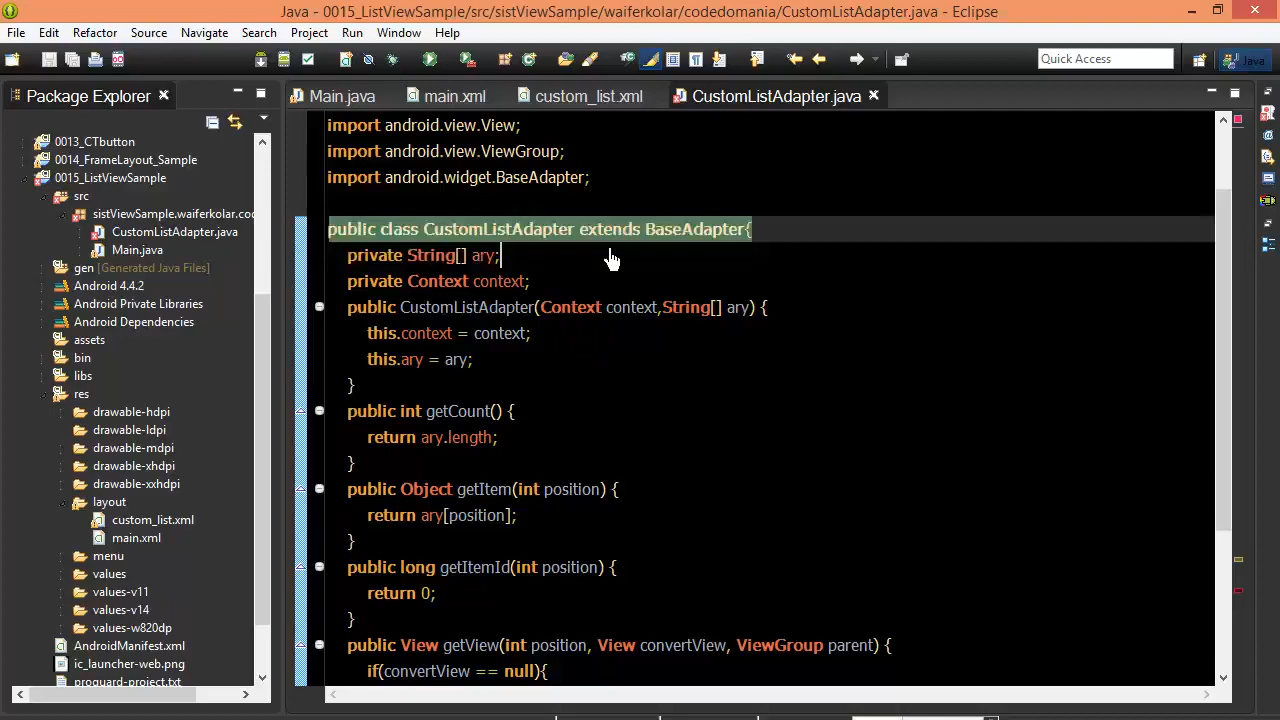 Java - 0015_ListViewSample/src/sistViewSample/waiferkolar/codedomania/CustomListAdapter.java - Eclipse
File Edit Refactor Source Navigate Search Project Run Window Help
Quick Access
Java
Package Explorer
Main.java main.xml custom_list.xml CustomListAdapter.java
0013_CTbutton
0014_FrameLayout_Sample
0015_ListViewSample
src
sistViewSample.waiferkolar.coc
CustomListAdapter.java
Main.java
gen [Generated Java Files]
Android 4.4.2
Android Private Libraries
Android Dependencies
assets
bin
libs
res
drawable-hdpi
drawable-ldpi
drawable-mdpi
drawable-xhdpi
drawable-xxhdpi
layout
custom_list.xml
main.xml
menu
values
values-v11
values-v14
values-w820dp
AndroidManifest.xml
ic_launcher-web.png
proguard-project.txt
import android.view.View;
import android.view.ViewGroup;
import android.widget.BaseAdapter;
public class CustomListAdapter extends BaseAdapter{
private String[] ary;
private Context context;
public CustomListAdapter(Context context,String[] ary) {
this.context = context;
this.ary = ary;
}
public int getCount() {
return ary.length;
}
public Object getItem(int position) {
return ary[position];
}
public long getItemId(int position) {
return 0;
}
public View getView(int position, View convertView, ViewGroup parent) {
if(convertView == null){